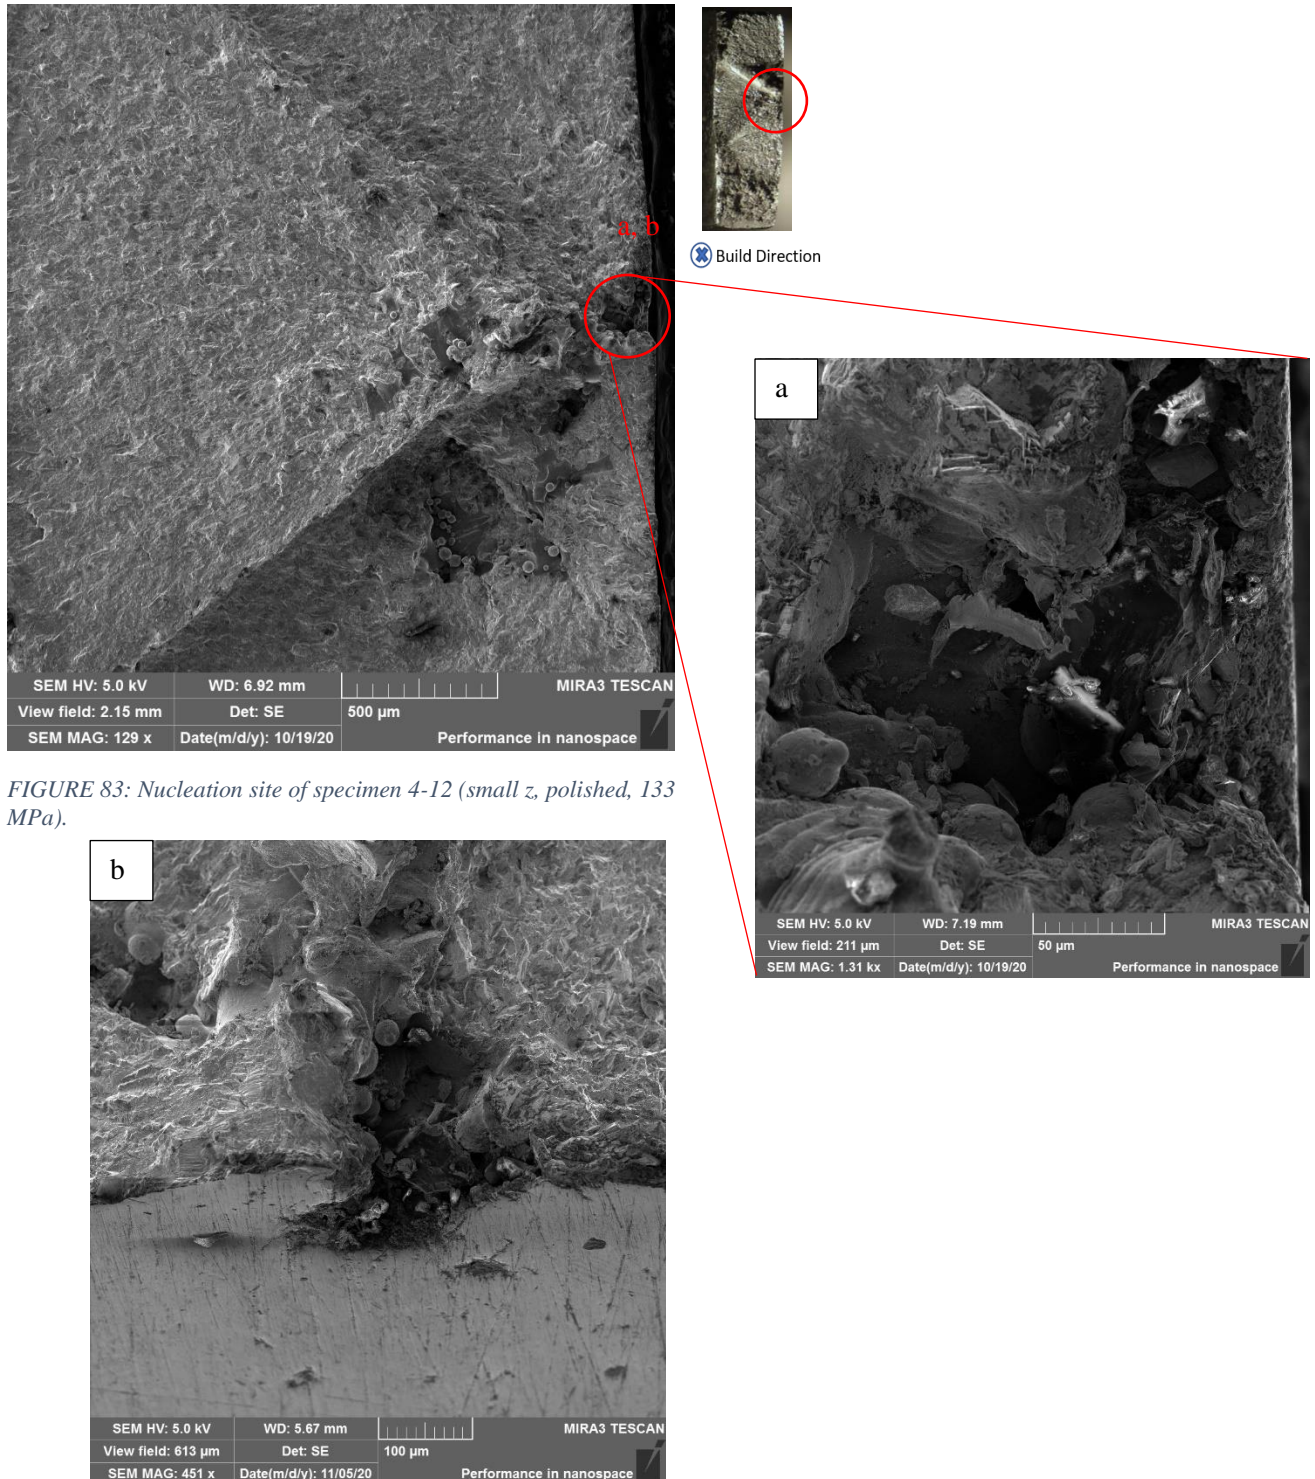 a, b
Build Direction
SEM HV: 5.0 kV
WD: 6.92 mm
MIRA3 TESCAN
View field: 2.15 mm
Det: SE
500 µm
SEM MAG: 129 x
Date(m/d/y): 10/19/20
Performance in nanospace
a
SEM HV: 5.0 kV
WD: 7.19 mm
MIRA3 TESCAN
View field: 211 µm
Det: SE
50 µm
SEM MAG: 1.31 kx
Date(m/d/y): 10/19/20
Performance in nanospace
FIGURE 83: Nucleation site of specimen 4-12 (small z, polished, 133
MPa).
b
SEM HV: 5.0 kV
WD: 5.67 mm
MIRA3 TESCAN
View field: 613 µm
Det: SE
100 µm
SEM MAG: 451 x
Date(m/d/y): 11/05/20
Performance in nanospace